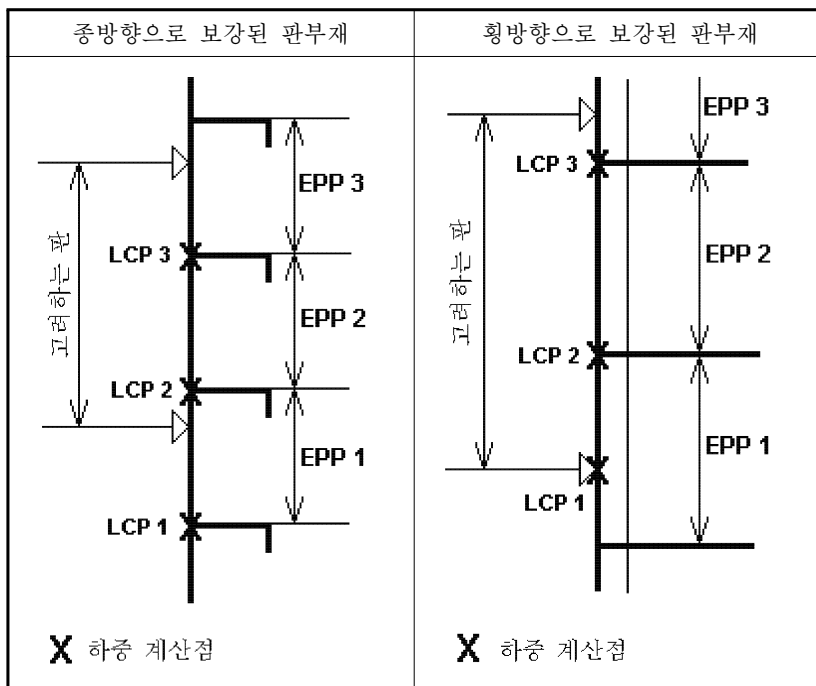 종방향으로 보강된 판부재
횡방향으로 보강된 판부재
EPP 3
LCP 3
고려하는 판
EPP 2
LCP 2
EPP 1
LCP 1
X 하중 계산점
EPP 3
LCP 3
고려하는 판
EPP 2
LCP 2
EPP 1
LCP 1
X 하중 계산점